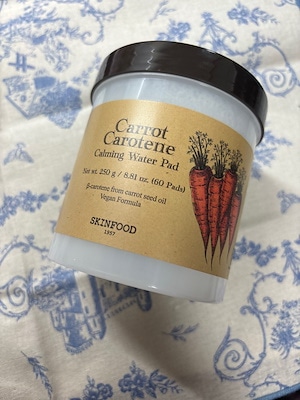 Carrot
Carotene
Calming Water Pad
Net wt. 250 g / 8.81 oz. (60 Pads)
β-carotene from carrot seed oil
Vegan Formula
SKINFOOD
1957